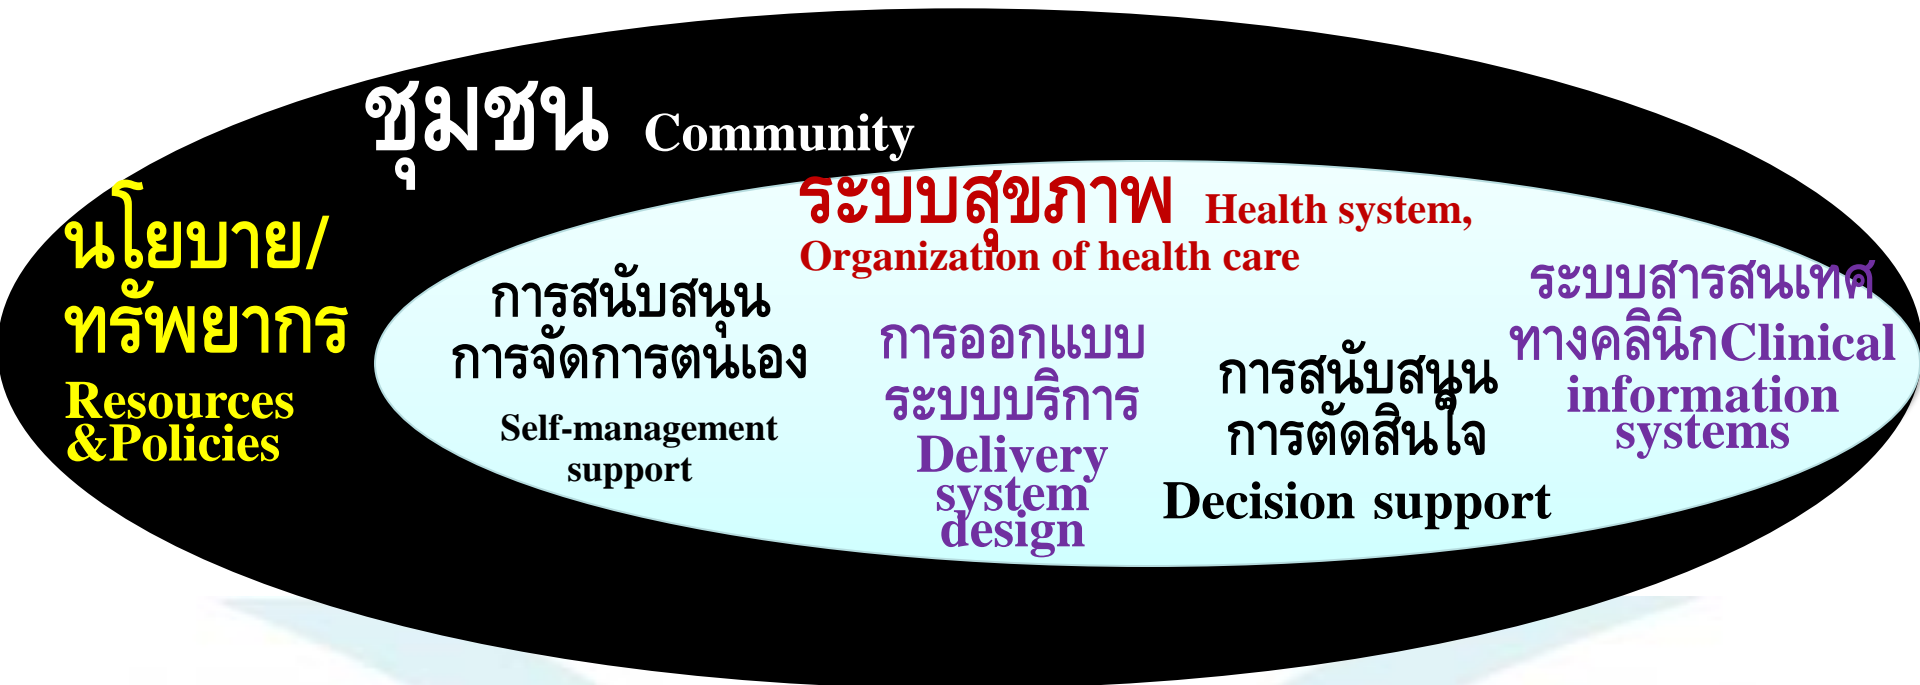 ชุมชน Community
นโยบาย/
ทรัพยากร
Resources
&Policies
ระบบสุขภาพ Health system,
Organization of health care
การสนับสนุน
การจัดการตนเอง
Self-management
support
การออกแบบ
ระบบบริการ
Delivery
system
design
การสนับสนุน
การตัดสินใจ
Decision support
ระบบสารสนเทศ
ทางคลินิกClinical
information
systems